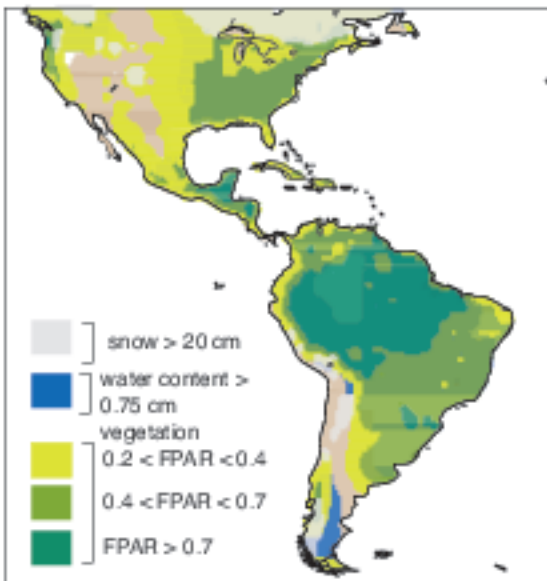 snow > 20 cm
water content >
0.75 cm
vegetation
0.2 < FPAR < 0.4
0.4 < FPAR < 0.7
FPAR > 0.7